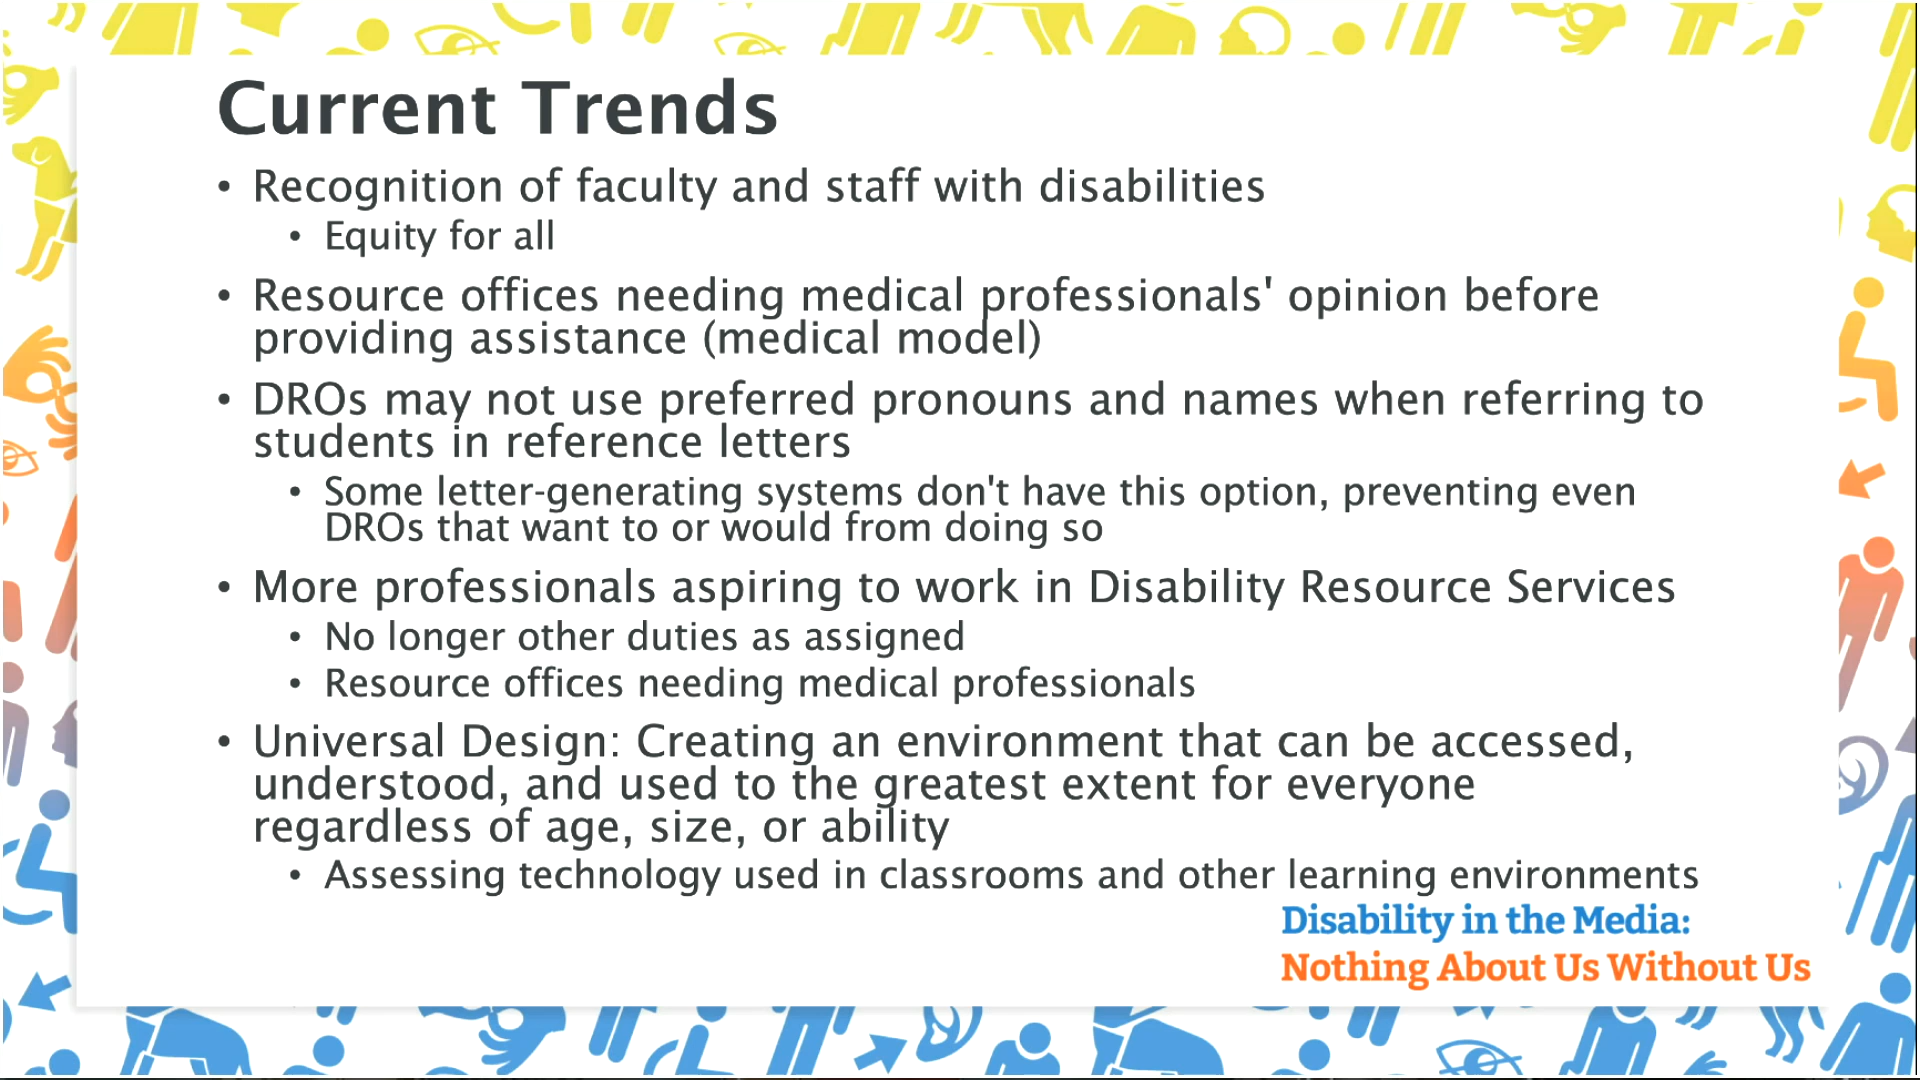 Current Trends
• Recognition of faculty and staff with disabilities
• Equity for all
• Resource offices needing medical professionals' opinion before
providing assistance (medical model)
• DROs may not use preferred pronouns and names when referring to
students in reference letters
• Some letter-generating systems don't have this option, preventing even
DROs that want to or would from doing so
• More professionals aspiring to work in Disability Resource Services
• No longer other duties as assigned
• Resource offices needing medical professionals
• Universal Design: Creating an environment that can be accessed,
understood, and used to the greatest extent for everyone
regardless of age, size, or ability
• Assessing technology used in classrooms and other learning environments
Disability in the Media:
Nothing About Us Without Us